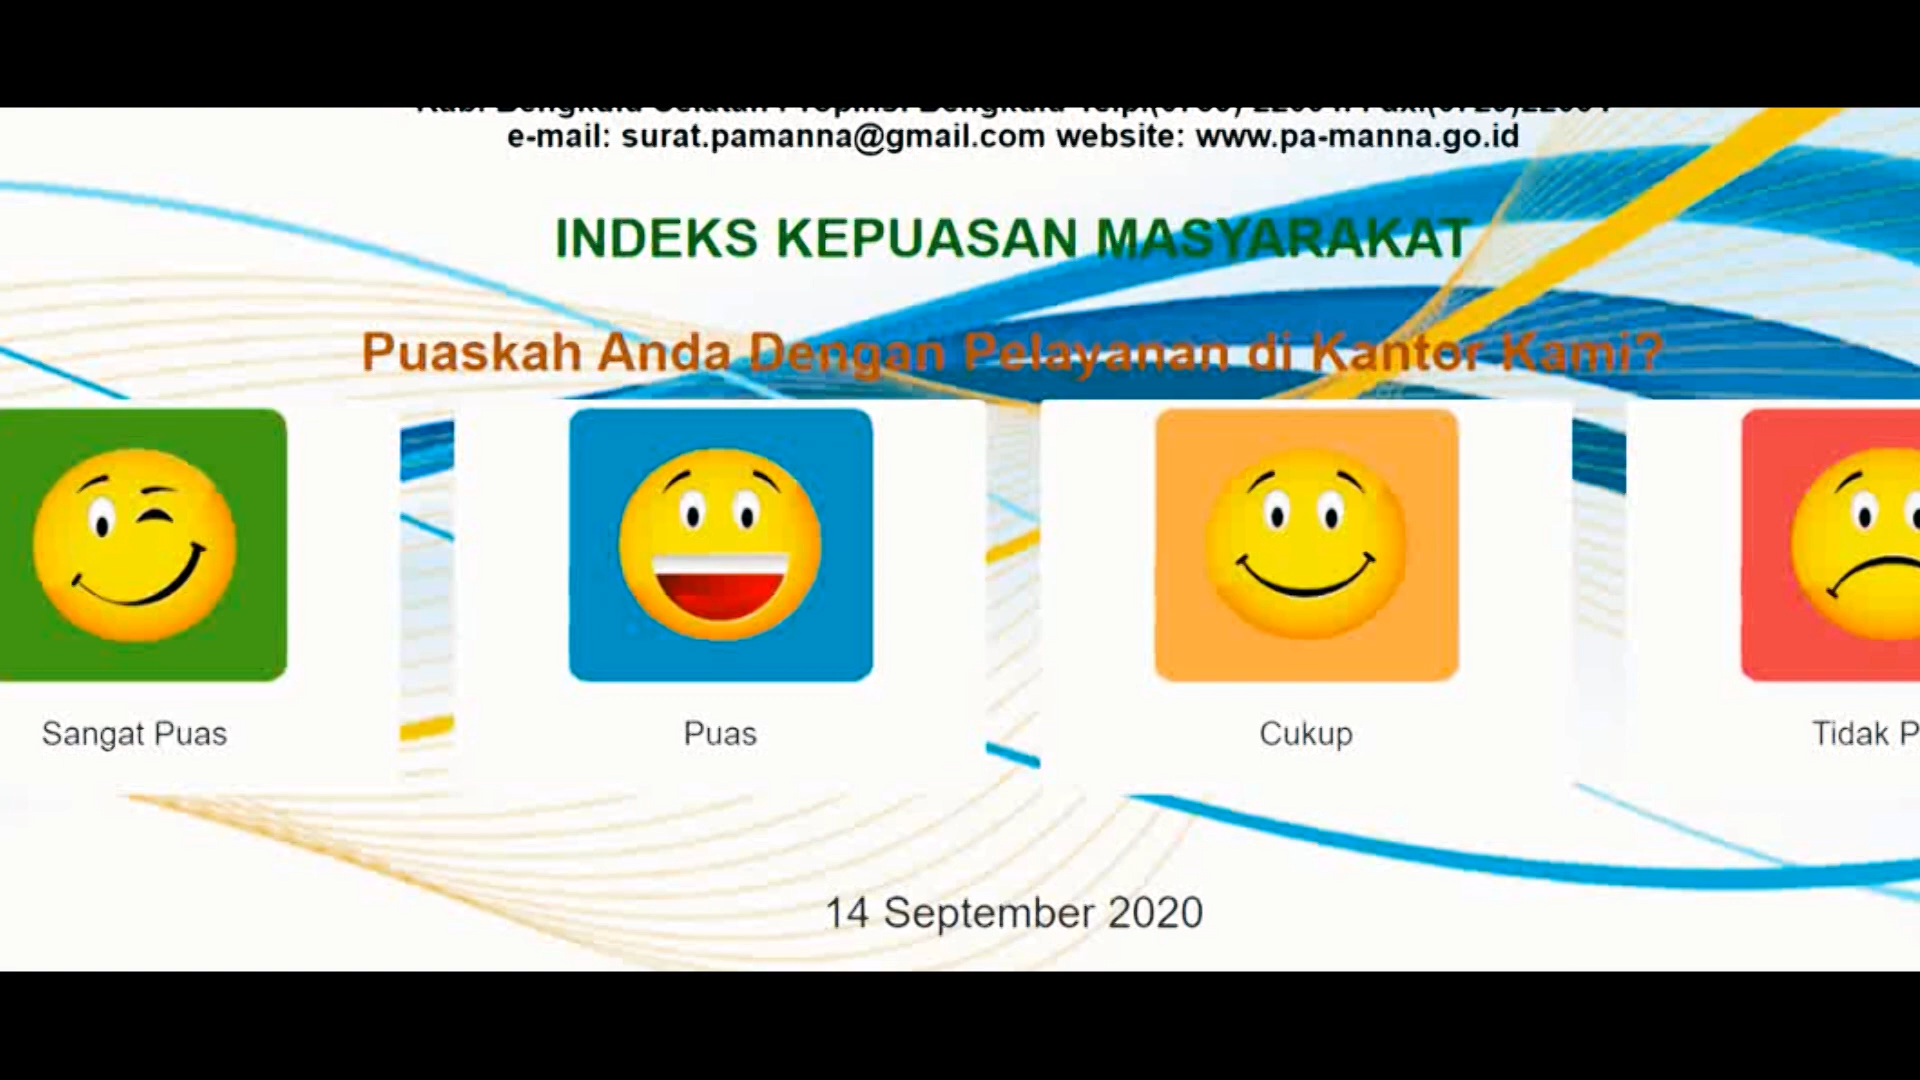 e-mail: surat.pamanna@gmail.com website: www.pa-manna.go.id
INDEKS KEPUASAN MASYARAKAT
Puaskah Anda Dengan Pelayanan di Kantor Kami?
Sangat Puas
Puas
Cukup
Tidak P
14 September 2020